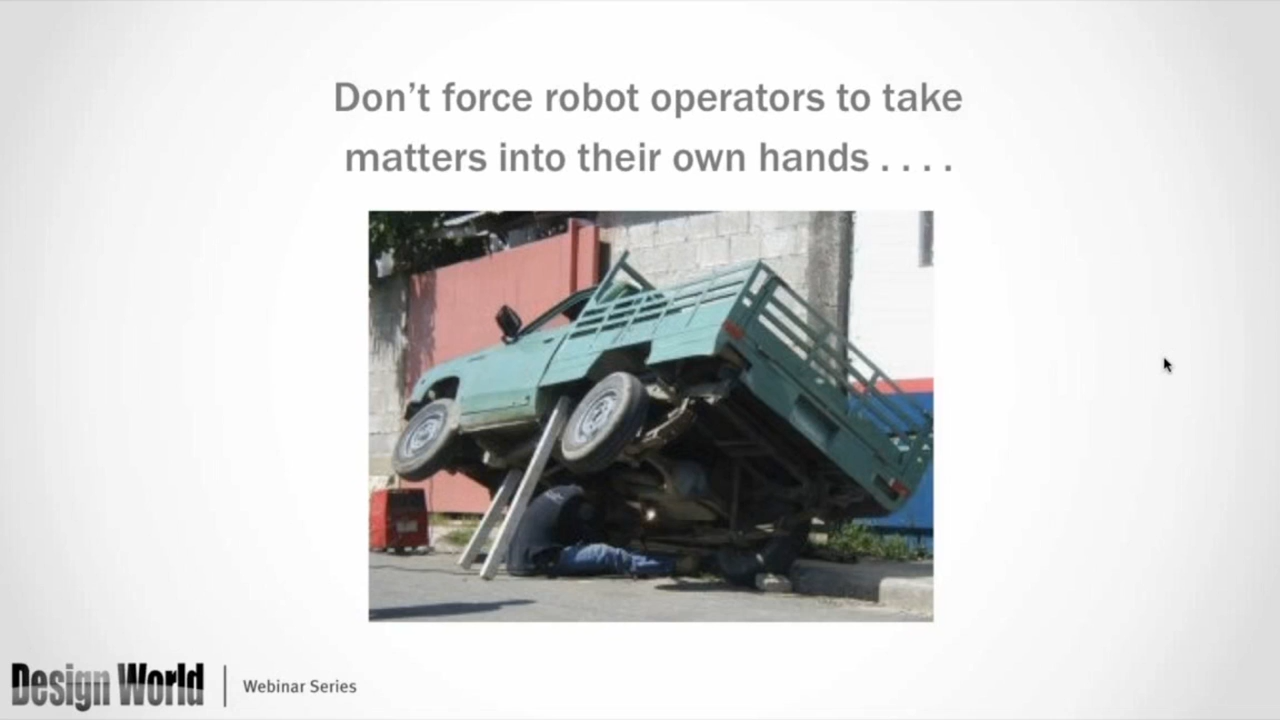 Don’t force robot operators to take
matters into their own hands . . . .
Design World
Webinar Series